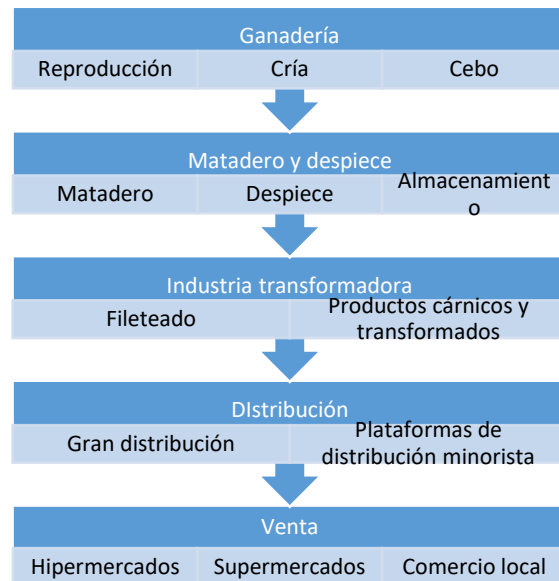 Ganadería
Reproducción Cría Cebo
Matadero y despiece
Matadero Despiece Almacenamient
o
Industria transformadora
Fileteado Productos cárnicos y
transformados
DIstribución
Gran distribución Plataformas de
distribución minorista
Venta
Hipermercados Supermercados Comercio local